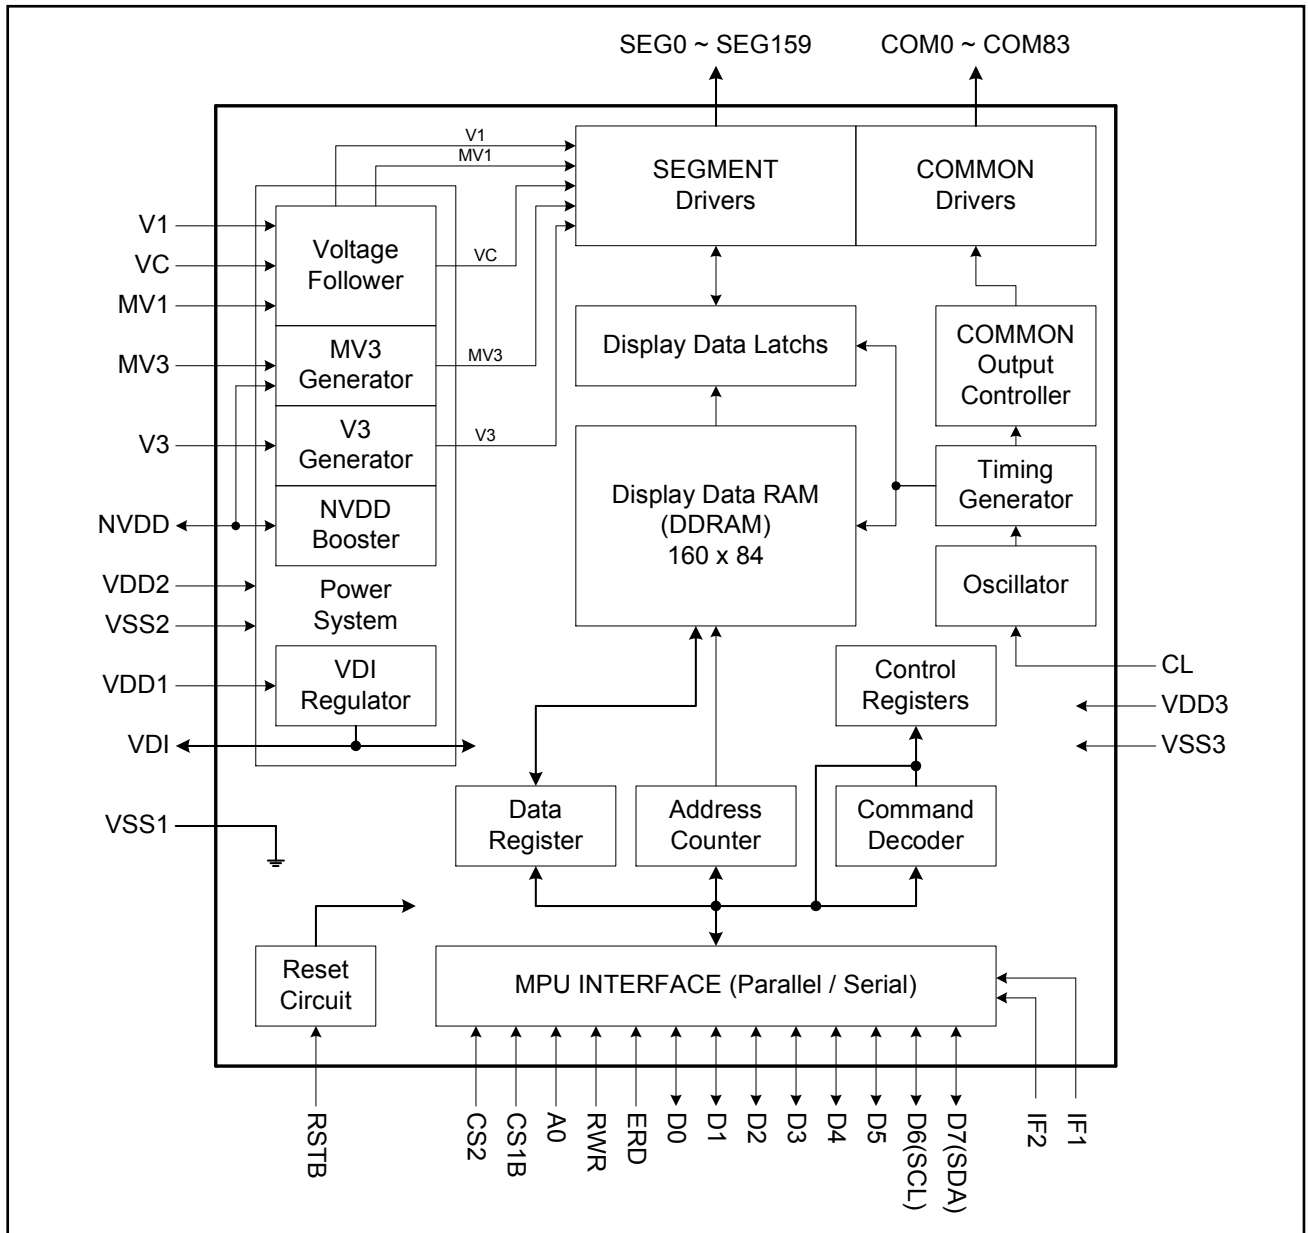 SEG0 ~ SEG159
COM0 ~ COM83
V1
MV1
SEGMENT
Drivers
COMMON
Drivers
V1
VC
MV1
Voltage
Follower
VC
MV3
MV3
Generator
MV3
V3
V3
Generator
V3
NVDD
NVDD
Booster
VDD2
VSS2
Power
System
VDD1
VDI
Regulator
VDI
VSS1
Display Data Latchs
COMMON
Output
Controller
Display Data RAM
(DDRAM)
160 x 84
Timing
Generator
Oscillator
CL
VDD3
VSS3
Control
Registers
Data
Register
Address
Counter
Command
Decoder
Reset
Circuit
MPU INTERFACE (Parallel / Serial)
RSTB
CS2
CS1B
A0
RWR
ERD
D0
D1
D2
D3
D4
D5
D6(SCL)
D7(SDA)
IF2
IF1